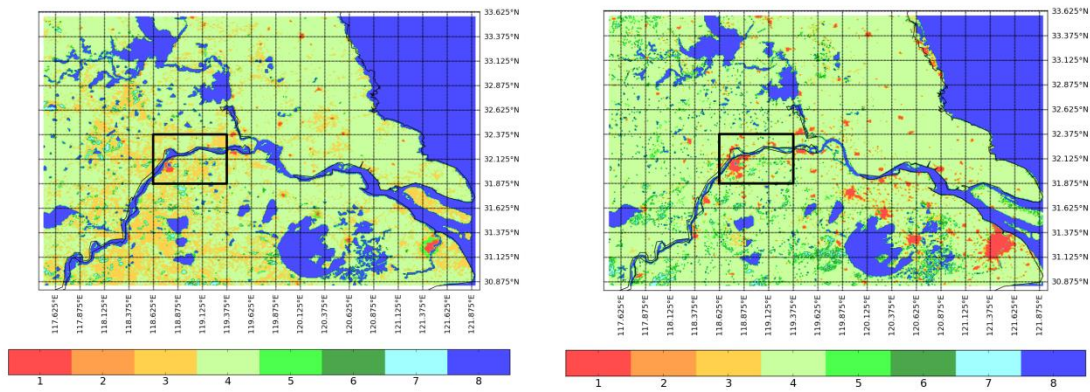 33.625°N
33.375°N
33.125°N
32.875°N
32.625°N
32.375°N
32.125°N
31.875°N
31.625°N
31.375°N
31.125°N
30.875°N
117.625°E
117.875°E
118.125°E
118.375°E
118.625°E
118.875°E
119.125°E
119.375°E
119.625°E
119.875°E
120.125°E
120.375°E
120.625°E
120.875°E
121.125°E
121.375°E
121.625°E
121.875°E
1 2 3 4 5 6 7 8
33.625°N
33.375°N
33.125°N
32.875°N
32.625°N
32.375°N
32.125°N
31.875°N
31.625°N
31.375°N
31.125°N
30.875°N
117.625°E
117.875°E
118.125°E
118.375°E
118.625°E
118.875°E
119.125°E
119.375°E
119.625°E
119.875°E
120.125°E
120.375°E
120.625°E
120.875°E
121.125°E
121.375°E
121.625°E
121.875°E
1 2 3 4 5 6 7 8